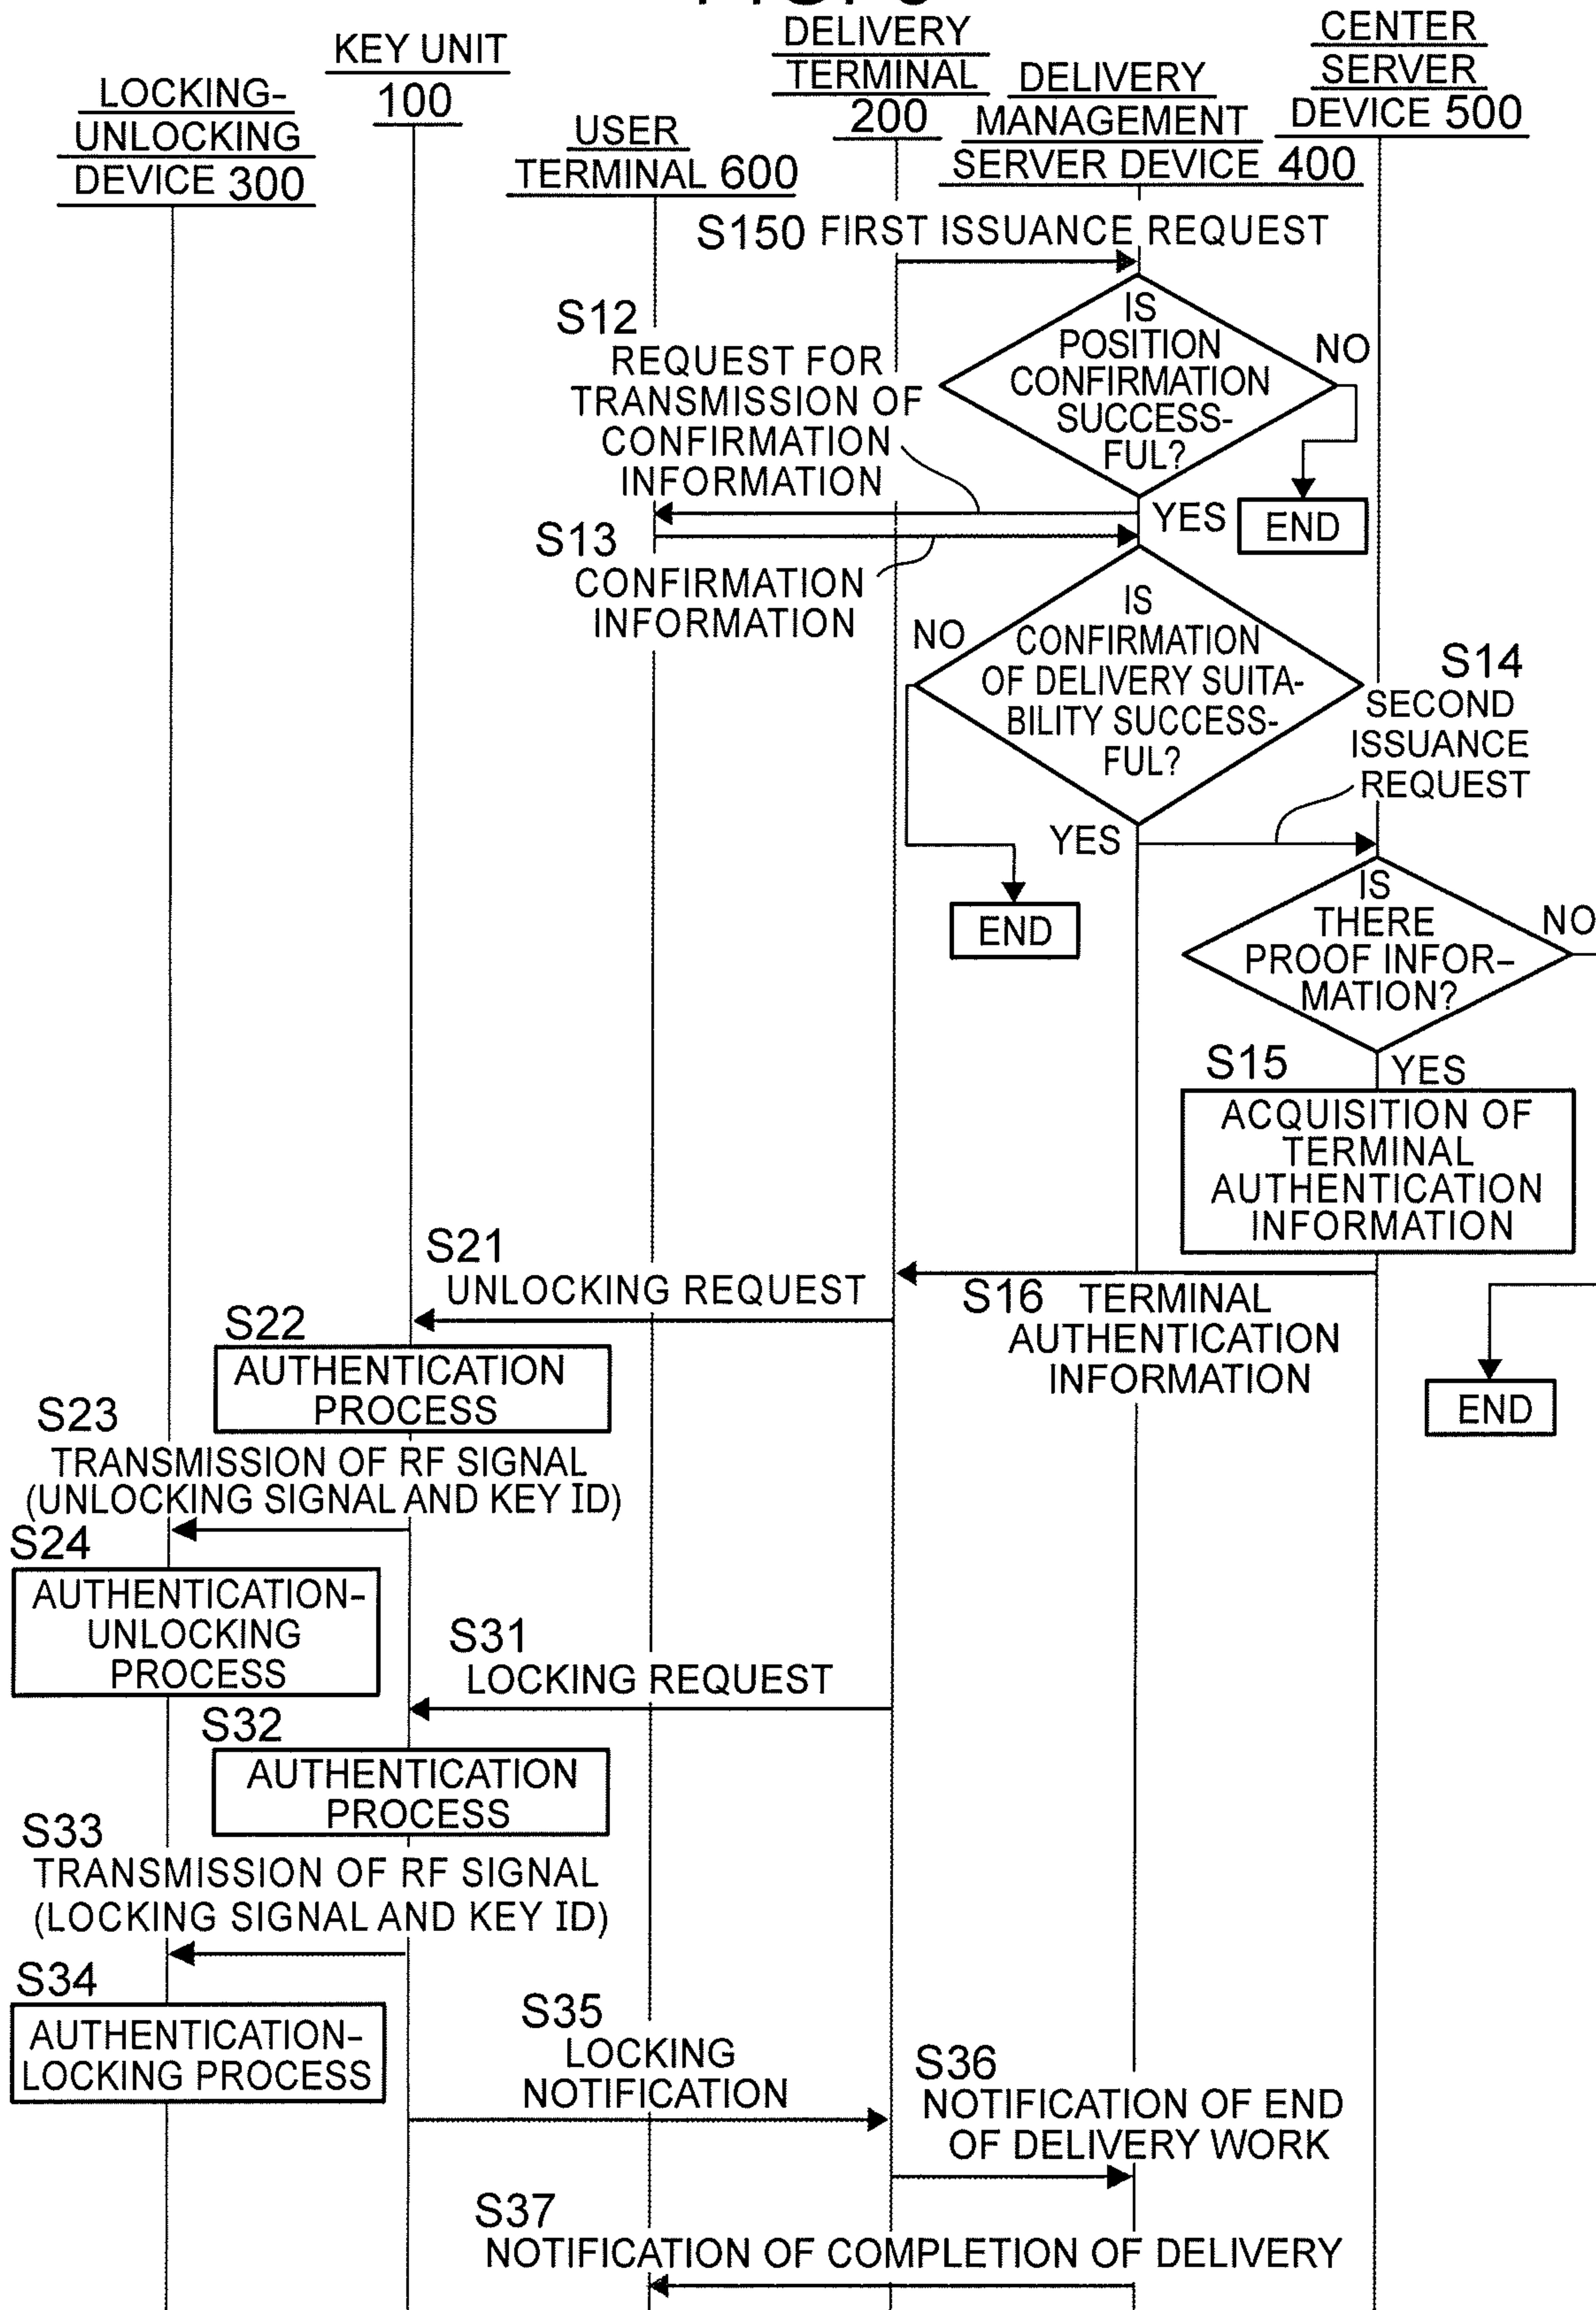 LOCKING-
UNLOCKING
DEVICE 300
KEY UNIT
100
USER
TERMINAL 600
DELIVERY
TERMINAL
200
DELIVERY
MANAGEMENT
SERVER DEVICE 400
CENTER
SERVER
DEVICE 500
S150 FIRST ISSUANCE REQUEST
IS
POSITION
CONFIRMATION
SUCCESS-
FUL?
NO
END
YES
S12
REQUEST FOR
TRANSMISSION OF
CONFIRMATION
INFORMATION
S13
CONFIRMATION
INFORMATION
IS
CONFIRMATION
OF DELIVERY SUITA-
BILITY SUCCESS-
FUL?
NO
END
YES
S14
SECOND
ISSUANCE
REQUEST
IS
THERE
PROOF INFOR-
MATION?
NO
YES
S15
ACQUISITION OF
TERMINAL
AUTHENTICATION
INFORMATION
S16 TERMINAL
AUTHENTICATION
INFORMATION
END
S21
UNLOCKING REQUEST
S22
AUTHENTICATION
PROCESS
S23
TRANSMISSION OF RF SIGNAL
(UNLOCKING SIGNAL AND KEY ID)
S24
AUTHENTICATION-
UNLOCKING
PROCESS
S31
LOCKING REQUEST
S32
AUTHENTICATION
PROCESS
S33
TRANSMISSION OF RF SIGNAL
(LOCKING SIGNAL AND KEY ID)
S34
AUTHENTICATION-
LOCKING PROCESS
S35
LOCKING
NOTIFICATION
S36
NOTIFICATION OF END
OF DELIVERY WORK
S37
NOTIFICATION OF COMPLETION OF DELIVERY